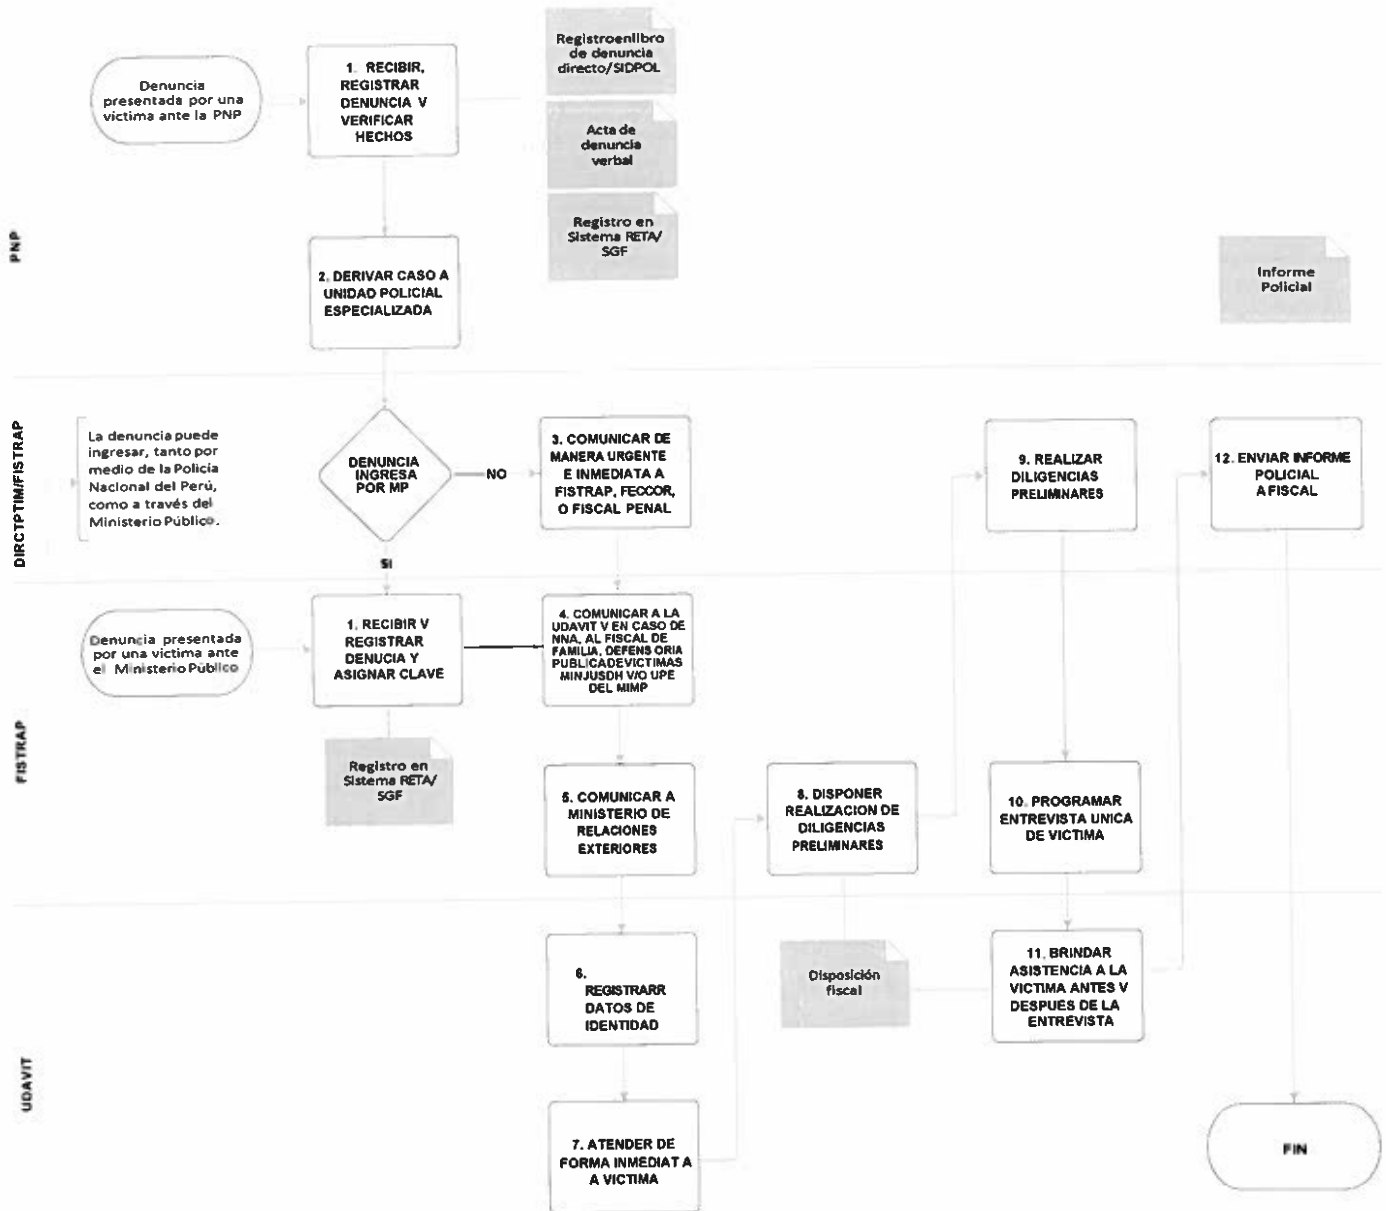 PNP
Denuncia
presentada por una
víctima ante la PNP
1. RECIBIR,
REGISTRAR
DENUNCIA V
VERIFICAR
HECHOS
Registroenlibro
de denuncia
directo/SIDPOL
Acta de
denuncia
verbal
Registro en
Sistema RETA/
SGF
2. DERIVAR CASO A
UNIDAD POLICIAL
ESPECIALIZADA
Informe
Policial
DIRCTPTIM/FISTRAP
La denuncia puede
ingresar, tanto por
medio de la Policía
Nacional del Perú,
como a través del
Ministerio Público.
DENUNCIA
INGRESA
POR MP
NO
SI
3. COMUNICAR DE
MANERA URGENTE
E INMEDIATA A
FISTRAP, FECCOR,
O FISCAL PENAL
9. REALIZAR
DILIGENCIAS
PRELIMINARES
12. ENVIAR INFORME
POLICIAL
A FISCAL
FISTRAP
Denuncia presentada
por una víctima ante
el Ministerio Público
1. RECIBIR V
REGISTRAR
DENUCIA Y
ASIGNAR CLAVE
Registro en
Sistema RETA/
SGF
4. COMUNICAR A LA
UDAVIT V EN CASO DE
NNA, AL FISCAL DE
FAMILIA, DEFENSORIA
PUBLICADEVICTIMAS
MINJUSDH V/O UPE
DEL MIMP
5. COMUNICAR A
MINISTERIO DE
RELACIONES
EXTERIORES
8. DISPONER
REALIZACION DE
DILIGENCIAS
PRELIMINARES
10. PROGRAMAR
ENTREVISTA UNICA
DE VICTIMA
UDAVIT
6.
REGISTRARR
DATOS DE
IDENTIDAD
Disposición
fiscal
11. BRINDAR
ASISTENCIA A LA
VICTIMA ANTES V
DESPUES DE LA
ENTREVISTA
7. ATENDER DE
FORMA INMEDIAT A
A VICTIMA
FIN